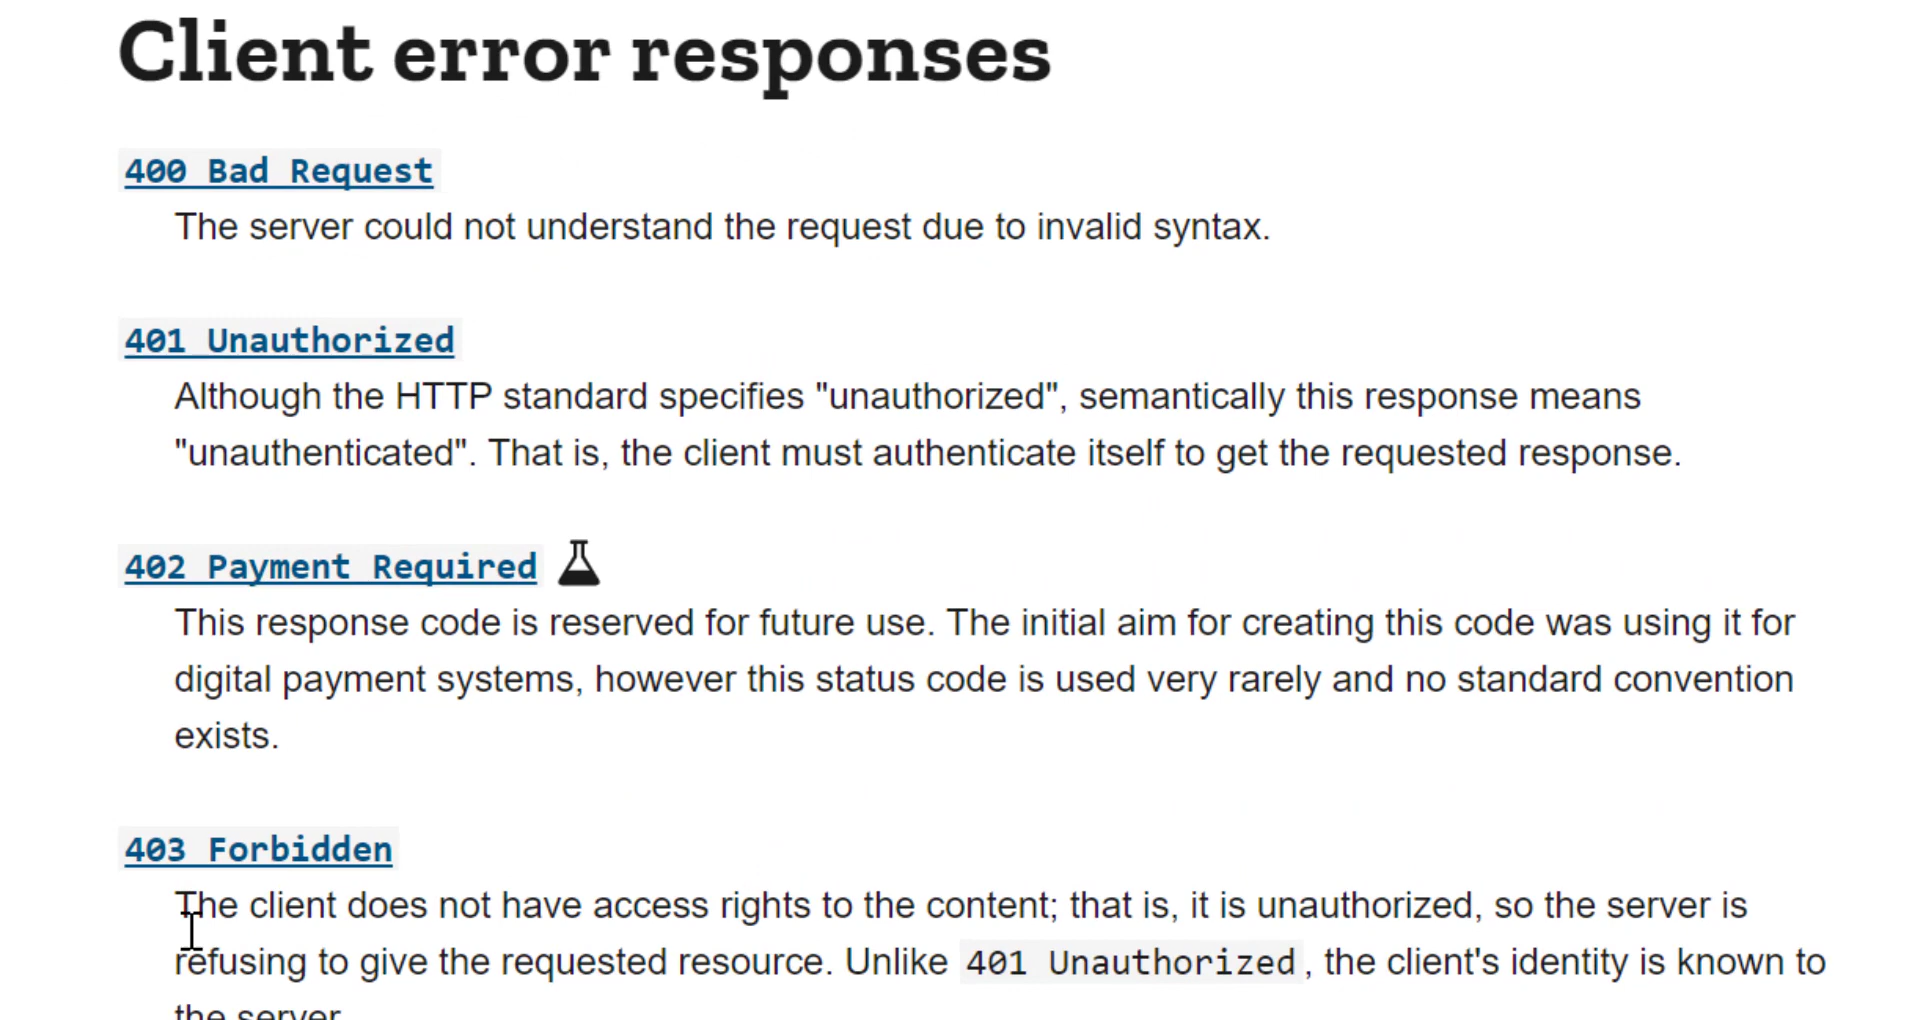 Client error responses
400 Bad Request
The server could not understand the request due to invalid syntax.
401 Unauthorized
Although the HTTP standard specifies "unauthorized", semantically this response means
"unauthenticated". That is, the client must authenticate itself to get the requested response.
402 Payment Required
This response code is reserved for future use. The initial aim for creating this code was using it for
digital payment systems, however this status code is used very rarely and no standard convention
exists.
403 Forbidden
The client does not have access rights to the content; that is, it is unauthorized, so the server is
refusing to give the requested resource. Unlike 401 Unauthorized, the client's identity is known to
the server.